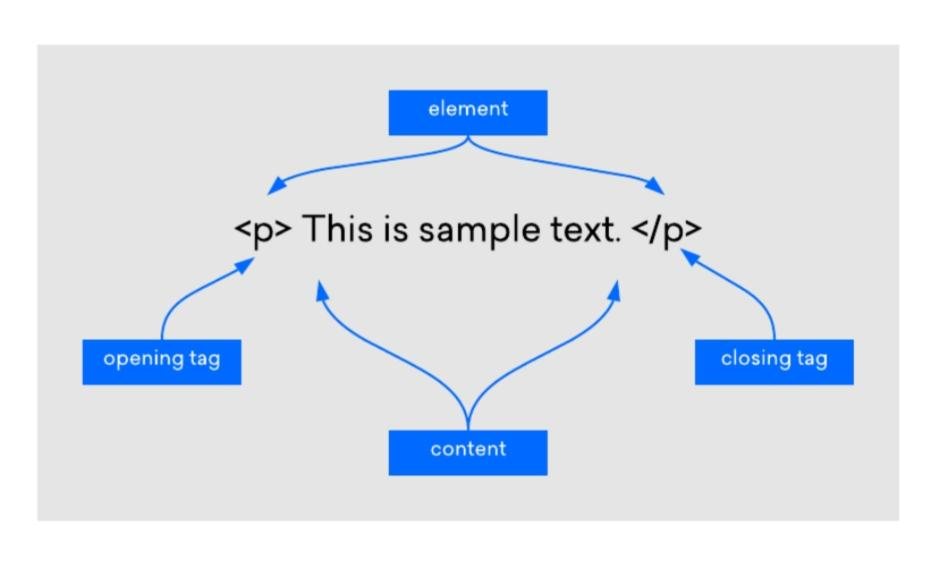 element
<p> This is sample text. </p>
opening tag
closing tag
content